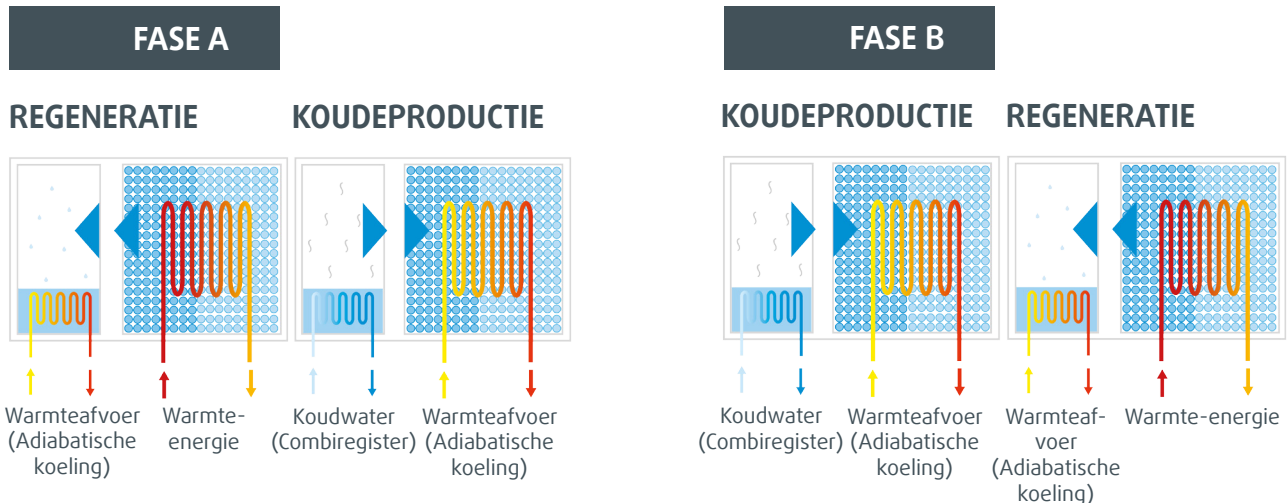 FASE A
REGENERATIE
KOUDEPRODUCTIE
Warmteafvoer
(Adiabatische
koeling)
Warmte-
energie
Koudwater
(Combiregister)
Warmteafvoer
(Adiabatische
koeling)
FASE B
KOUDEPRODUCTIE
REGENERATIE
Koudwater
(Combiregister)
Warmteafvoer
(Adiabatische
koeling)
Warmteaf-
voer
(Adiabatische
koeling)
Warmte-energie